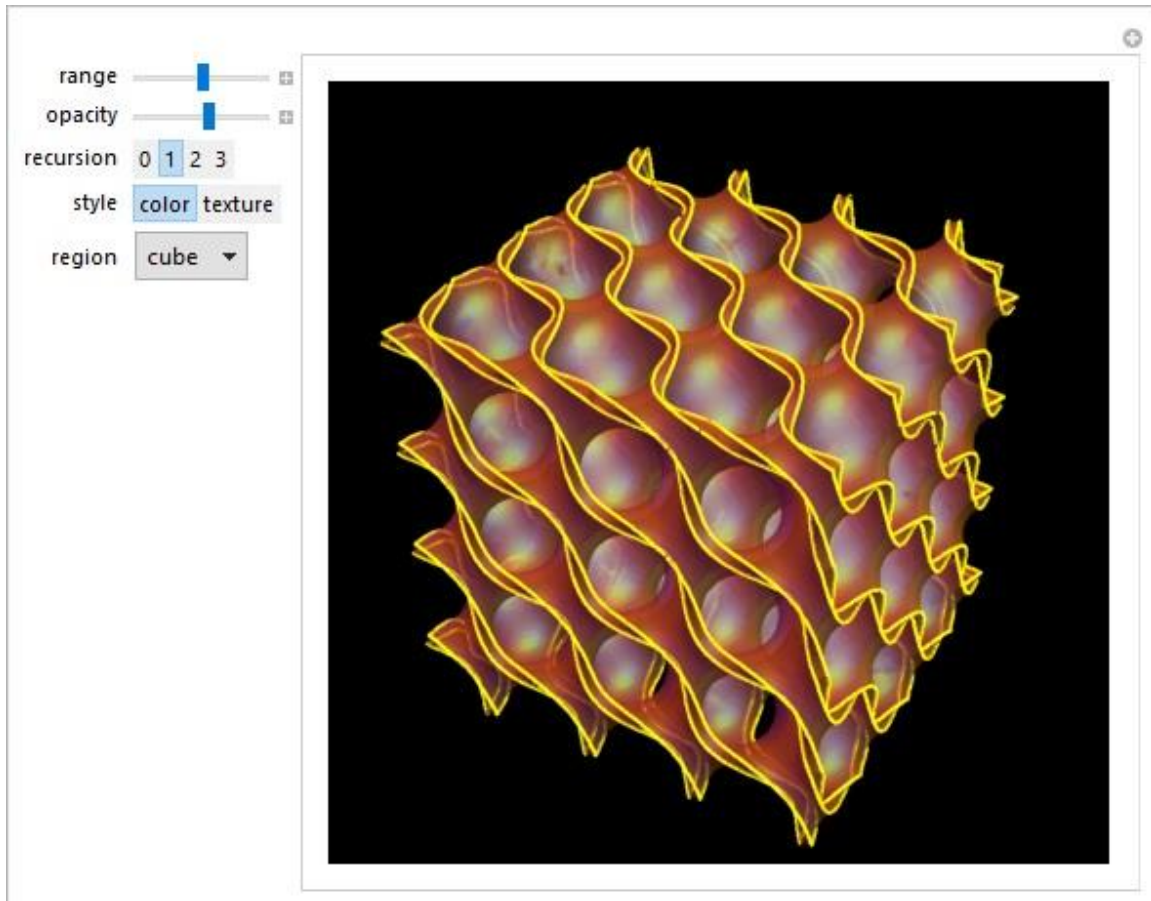 range
opacity
recursion 0 1 2 3
style color texture
region cube